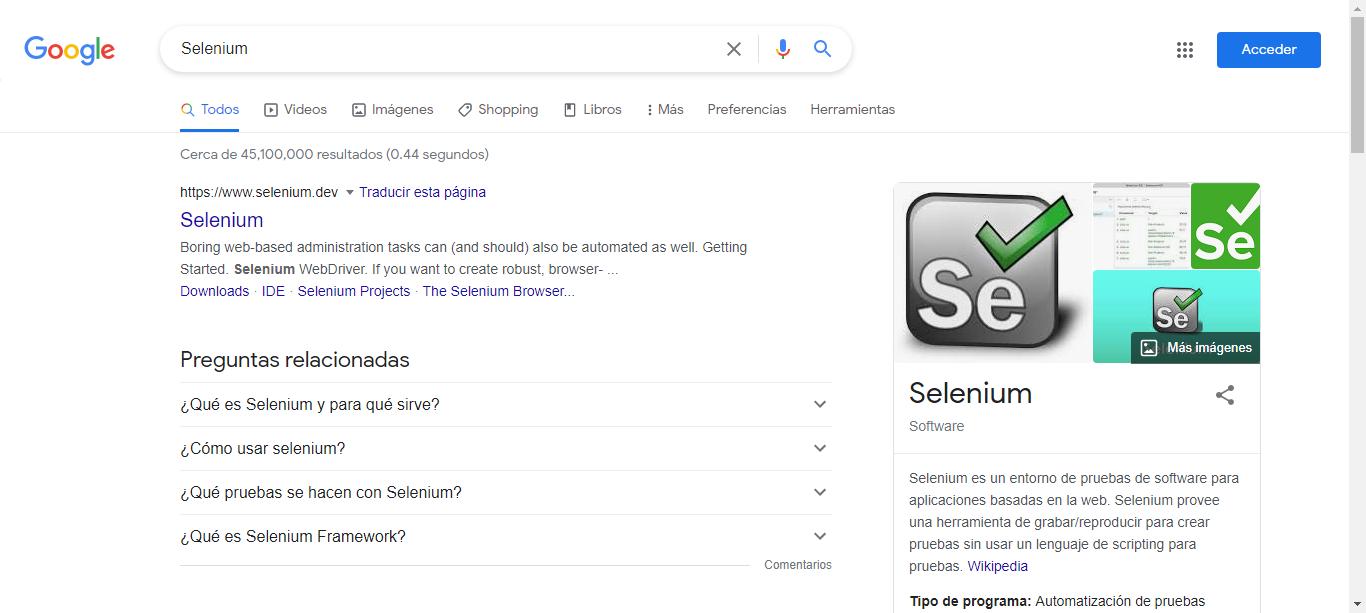 Google
Selenium
Acceder
Todos
Videos
Imágenes
Shopping
Libros
Más
Preferencias
Herramientas
Cerca de 45,100,000 resultados (0.44 segundos)
https://www.selenium.dev Traducir esta página
Selenium
Boring web-based administration tasks can (and should) also be automated as well. Getting
Started. Selenium WebDriver. If you want to create robust, browser- ...
Downloads · IDE · Selenium Projects · The Selenium Browser...
Preguntas relacionadas
¿Qué es Selenium y para qué sirve?
¿Cómo usar selenium?
¿Qué pruebas se hacen con Selenium?
¿Qué es Selenium Framework?
Comentarios
Se
Se
Se
Más imágenes
Selenium
Software
Selenium es un entorno de pruebas de software para
aplicaciones basadas en la web. Selenium provee
una herramienta de grabar/reproducir para crear
pruebas sin usar un lenguaje de scripting para
pruebas. Wikipedia
Tipo de programa: Automatización de pruebas